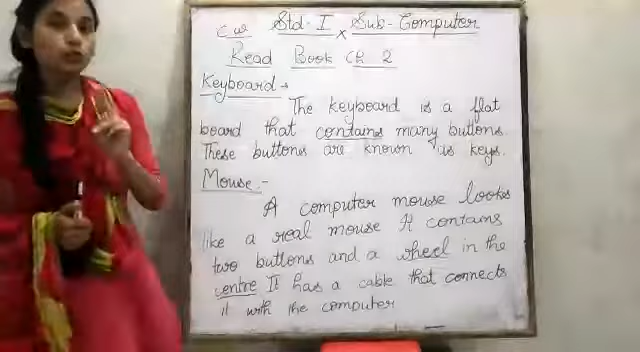 CW Std-I x Sub-Computer
Read Book Ch 2
Keyboard →
The keyboard is a flat
board that contains many buttons.
These buttons are known as keys.
Mouse:-
A computer mouse looks
like a real mouse It contains
two buttons and a wheel in the
centre It has a cable that connects
it with the computer